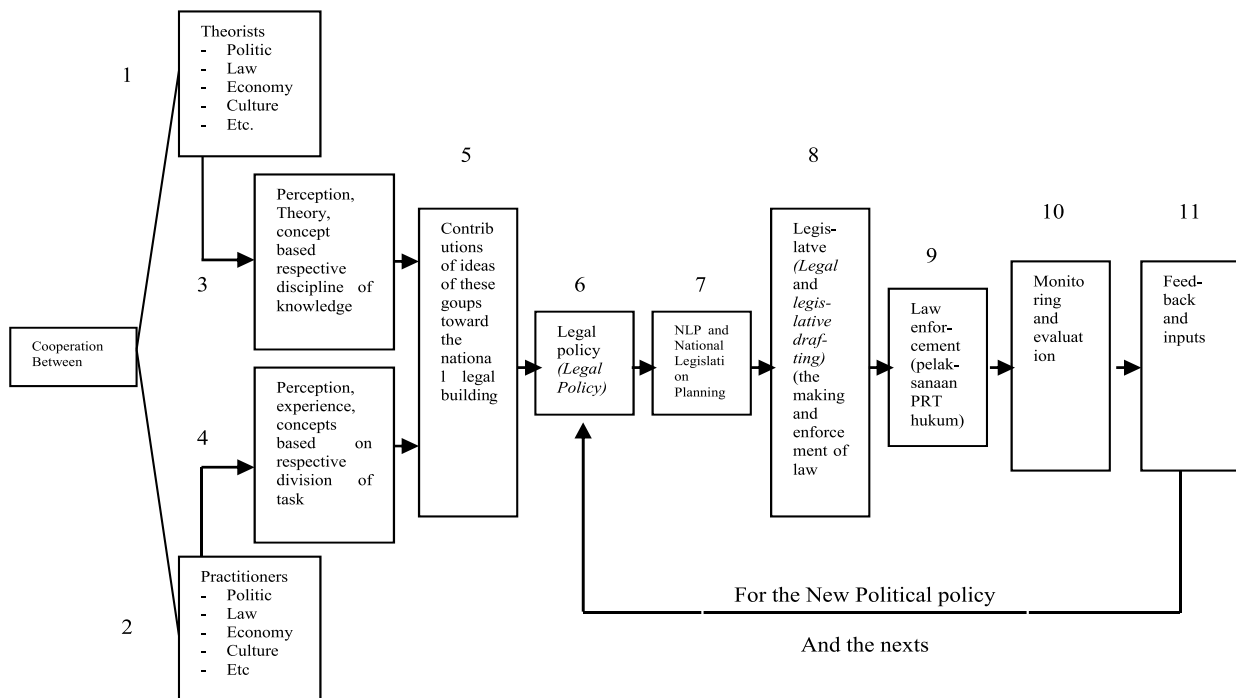 Theorists
- Politic
- Law
- Economy
- Culture
- Etc.
1
Perception,
Theory,
concept
based
respective
discipline of
knowledge
3
Cooperation
Between
Perception,
experience,
concepts
based on
respective
division of
task
4
Practitioners
- Politic
- Law
- Economy
- Culture
- Etc
2
5
Contrib
utions
of ideas
of these
goups
toward
the
nationa
l legal
building
6
Legal
policy
(Legal
Policy)
7
NLP and
National
Legislati
on
Planning
8
Legis-
latve
(Legal
and
legis-
lative
draf-
ting)
(the
making
and
enforce
ment of
law
9
Law
enfor-
cement
(pelak-
sanaan
PRT
hukum)
10
Monito
ring and
evaluat
ion
11
Feed-
back
and
inputs
For the New Political policy
And the nexts